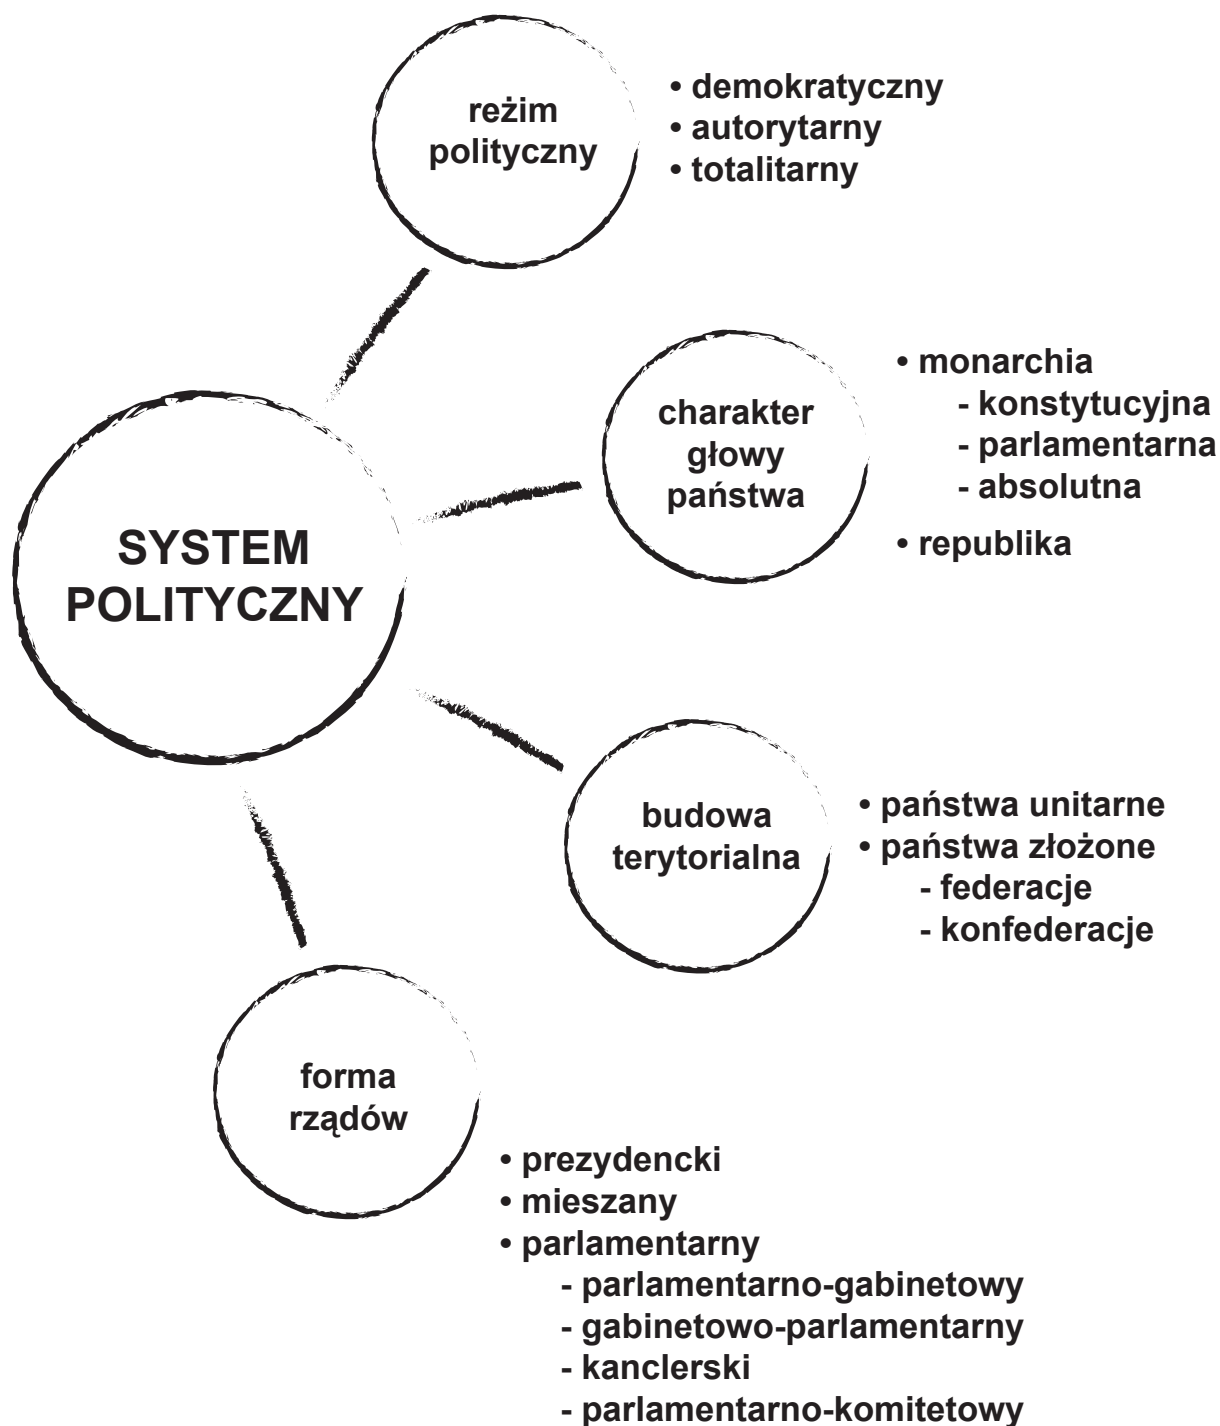 reżim
polityczny
• demokratyczny
• autorytarny
• totalitarny
charakter
głowy
państwa
• monarchia
- konstytucyjna
- parlamentarna
- absolutna
• republika
SYSTEM
POLITYCZNY
budowa
terytorialna
• państwa unitarne
• państwa złożone
- federacje
- konfederacje
forma
rządów
• prezydencki
• mieszany
• parlamentarny
- parlamentarno-gabinetowy
- gabinetowo-parlamentarny
- kanclerski
- parlamentarno-komitetowy